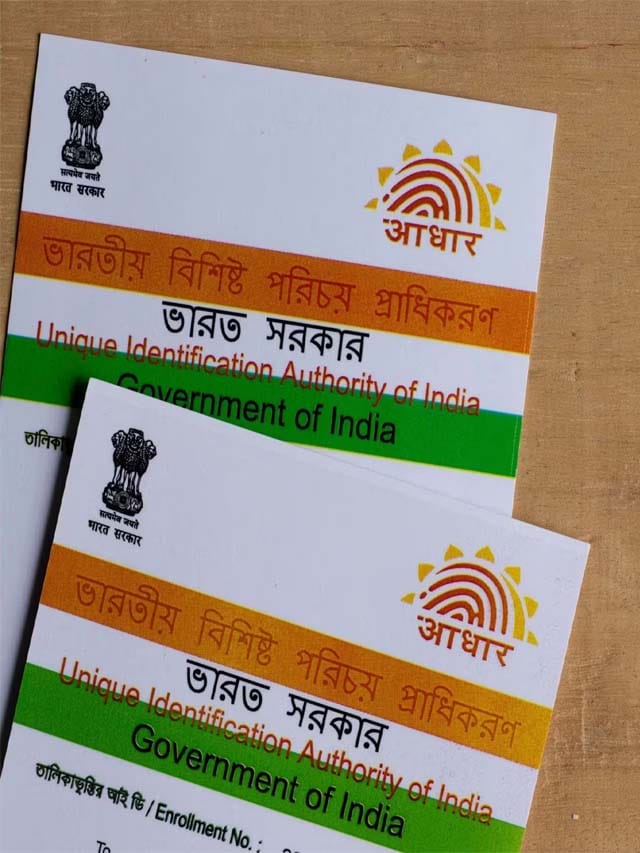 सत्यमेव जयते
भारत सरकार
आधार
ভারতীয় বিশিষ্ট পরিচয় প্রাধিকরণ
ভারত সরকার
Unique Identification Authority of India
Government of India
सत्यमेव जयते
भारत सरकार
आधार
ভারতীয় বিশিষ্ট পরিচয় প্রাধিকরণ
ভারত সরকার
Unique Identification Authority of India
Government of India
তালিকাভুক্তির আই ডি / Enrollment No. :
To